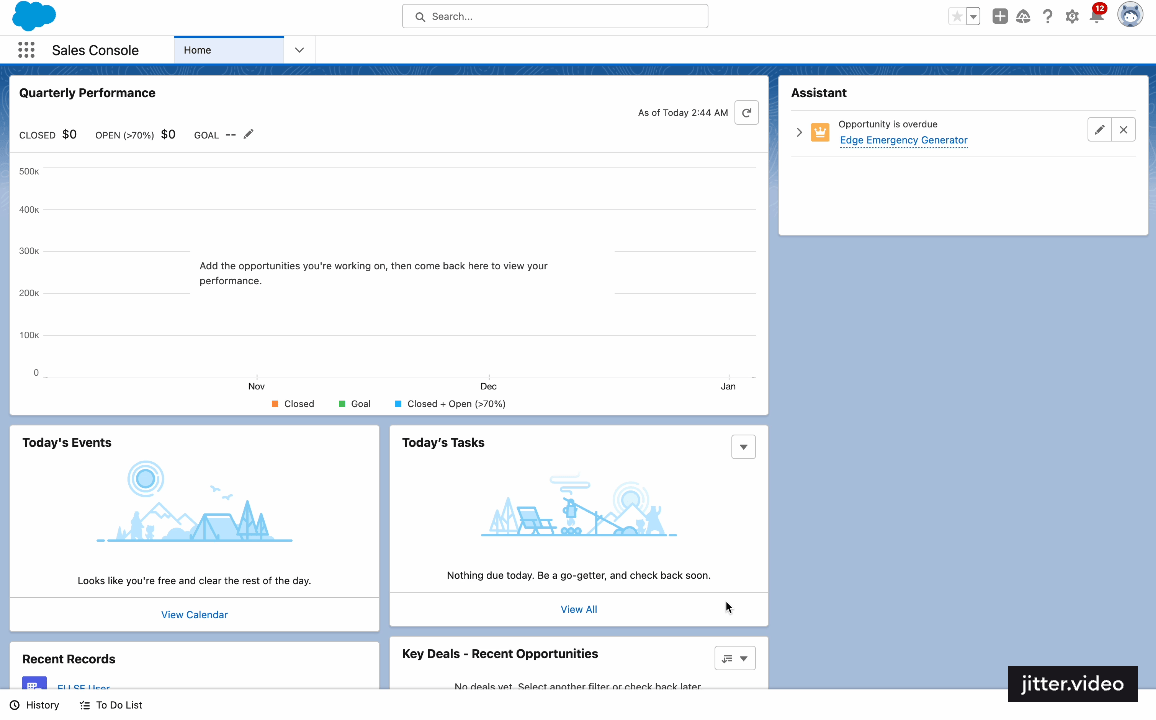 Search...
12
Sales Console
Home
Quarterly Performance
As of Today 2:44 AM
CLOSED $0 OPEN (>70%) $0 GOAL --
500K
400K
300K
200K
100K
0
Add the opportunities you're working on, then come back here to view your
performance.
Nov Dec Jan
Closed Goal Closed + Open (>70%)
Assistant
Opportunity is overdue
Edge Emergency Generator
Today's Events
Looks like you're free and clear the rest of the day.
View Calendar
Today’s Tasks
Nothing due today. Be a go-getter, and check back soon.
View All
Recent Records
User
Key Deals - Recent Opportunities
No deals yet. Select another filter or check back later.
jitter.video
History To Do List